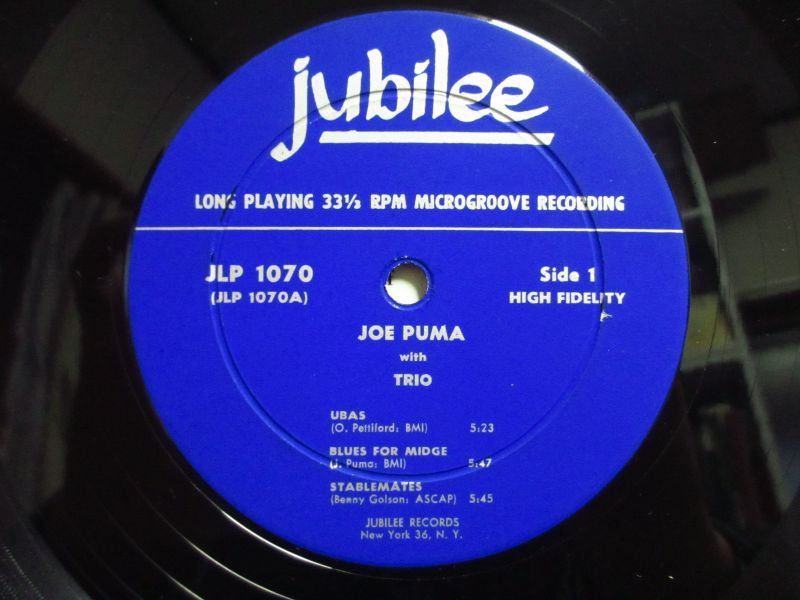 jubilee
LONG PLAYING 33⅓ RPM MICROGROOVE RECORDING
JLP 1070 Side 1
(JLP 1070A) HIGH FIDELITY
JOE PUMA
with
TRIO
UBAS
(O. Pettiford: BMI) 5:23
BLUES FOR MIDGE
(J. Puma: BMI) 5:47
STABLEMATES
(Benny Golson: ASCAP) 5:45
JUBILEE RECORDS
New York 36, N. Y.